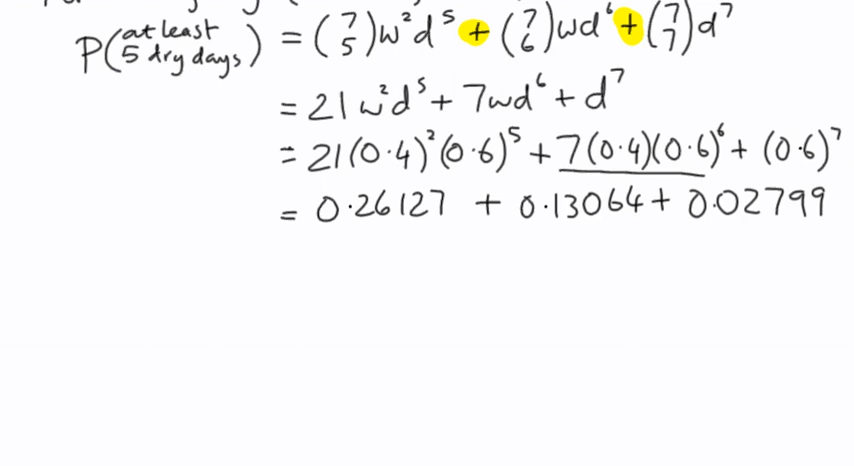 P(at least 5 dry days) = (7 5)w²d⁵ + (7 6)wd⁶ + (7 7)d⁷
= 21w²d⁵ + 7wd⁶ + d⁷
= 21(0.4)²(0.6)⁵ + 7(0.4)(0.6)⁶ + (0.6)⁷
= 0.26127 + 0.13064 + 0.02799